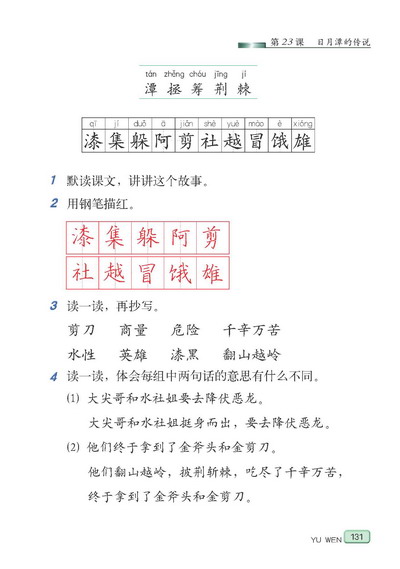 第23课 日月潭的传说
tán zhěng chóu jīng jí
潭 拯 筹 荆 棘
qī jí duǒ ā jiǎn shè yuè mào è xióng
漆 集 躲 阿 剪 社 越 冒 饿 雄
1 默读课文，讲讲这个故事。
2 用钢笔描红。
漆 集 躲 阿 剪
社 越 冒 饿 雄
3 读一读，再抄写。
剪刀 商量 危险 千辛万苦
水性 英雄 漆黑 翻山越岭
4 读一读，体会每组中两句话的意思有什么不同。
(1) 大尖哥和水社姐要去降伏恶龙。
大尖哥和水社姐挺身而出，要去降伏恶龙。
(2) 他们终于拿到了金斧头和金剪刀。
他们翻山越岭，披荆斩棘，吃尽了千辛万苦，
终于拿到了金斧头和金剪刀。
YU WEN 131